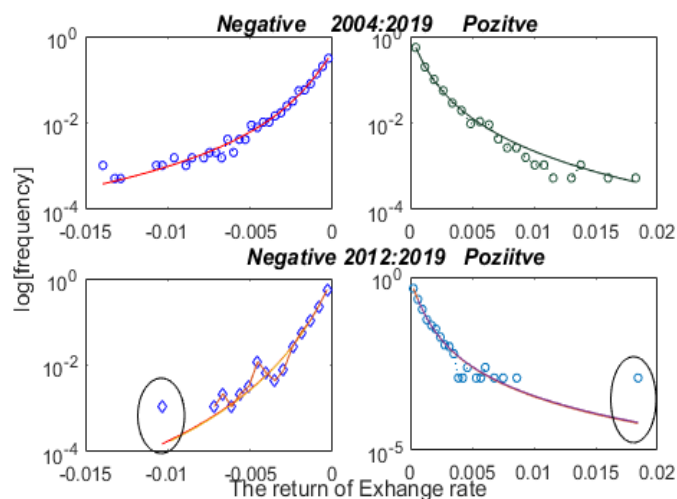 Negative 2004:2019 Pozitve
10^0
10^-2
10^-4
-0.015 -0.01 -0.005 0
10^0
10^-2
10^-4
0 0.005 0.01 0.015 0.02
log[frequency]
Negative 2012:2019 Poziitve
10^0
10^-2
10^-4
-0.015 -0.01 -0.005 0
10^0
10^-5
0 0.005 0.01 0.015 0.02
The return of Exhange rate